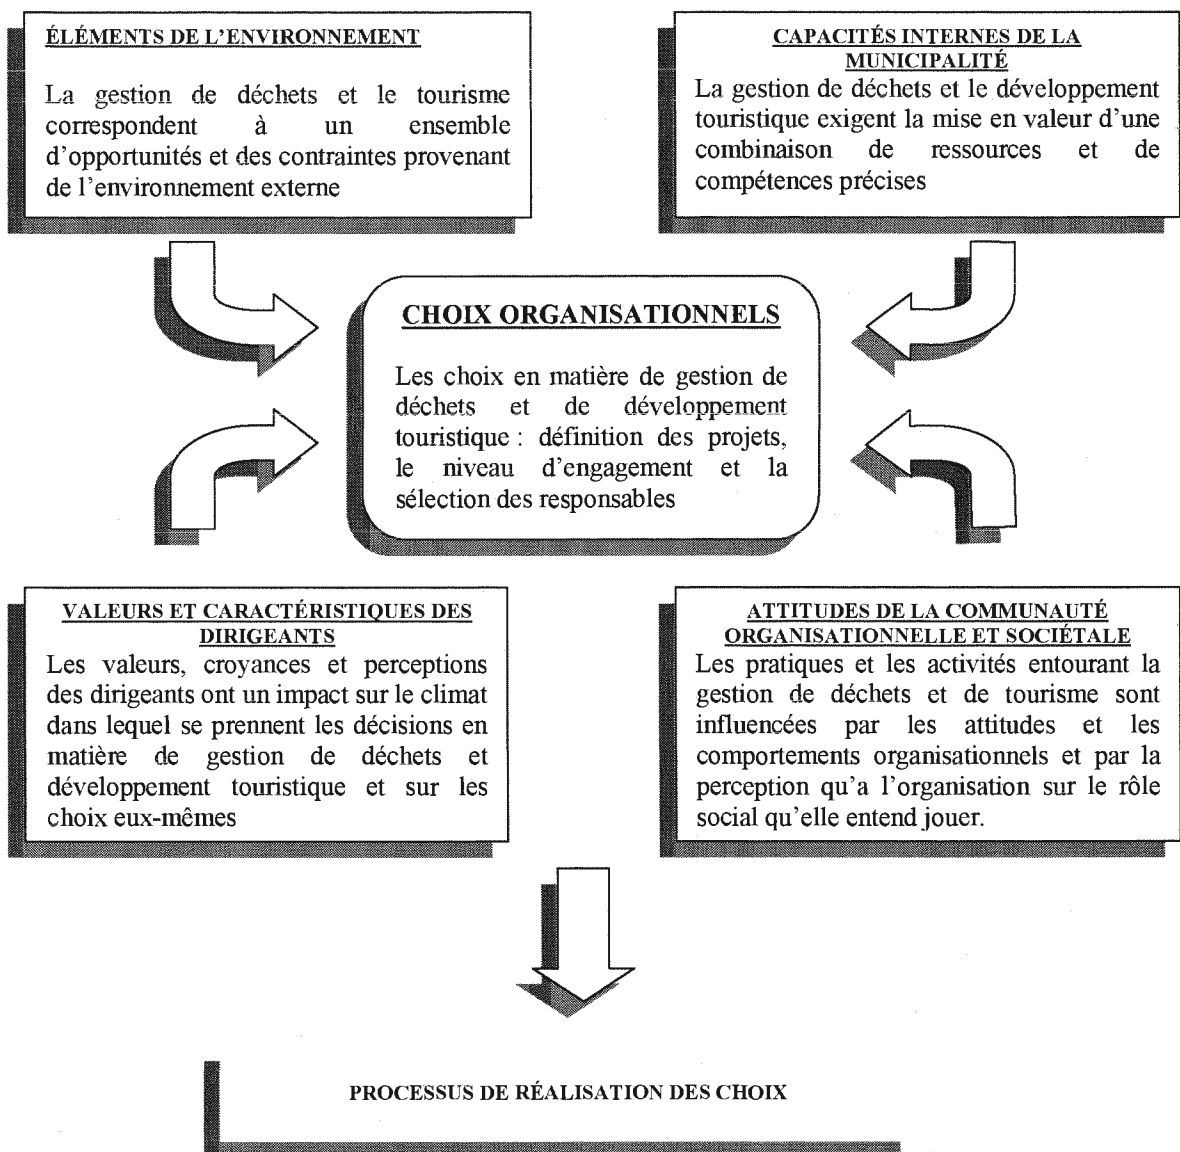 ÉLÉMENTS DE L'ENVIRONNEMENT
La gestion de déchets et le tourisme
correspondent à un ensemble
d'opportunités et des contraintes provenant
de l'environnement externe
CAPACITÉS INTERNES DE LA
MUNICIPALITÉ
La gestion de déchets et le développement
touristique exigent la mise en valeur d'une
combinaison de ressources et de
compétences précises
CHOIX ORGANISATIONNELS
Les choix en matière de gestion de
déchets et de développement
touristique : définition des projets,
le niveau d'engagement et la
sélection des responsables
VALEURS ET CARACTÉRISTIQUES DES
DIRIGEANTS
Les valeurs, croyances et perceptions
des dirigeants ont un impact sur le climat
dans lequel se prennent les décisions en
matière de gestion de déchets et
développement touristique et sur les
choix eux-mêmes
ATTITUDES DE LA COMMUNAUTÉ
ORGANISATIONNELLE ET SOCIÉTALE
Les pratiques et les activités entourant la
gestion de déchets et de tourisme sont
influencées par les attitudes et les
comportements organisationnels et par la
perception qu'a l'organisation sur le rôle
social qu'elle entend jouer.
PROCESSUS DE RÉALISATION DES CHOIX